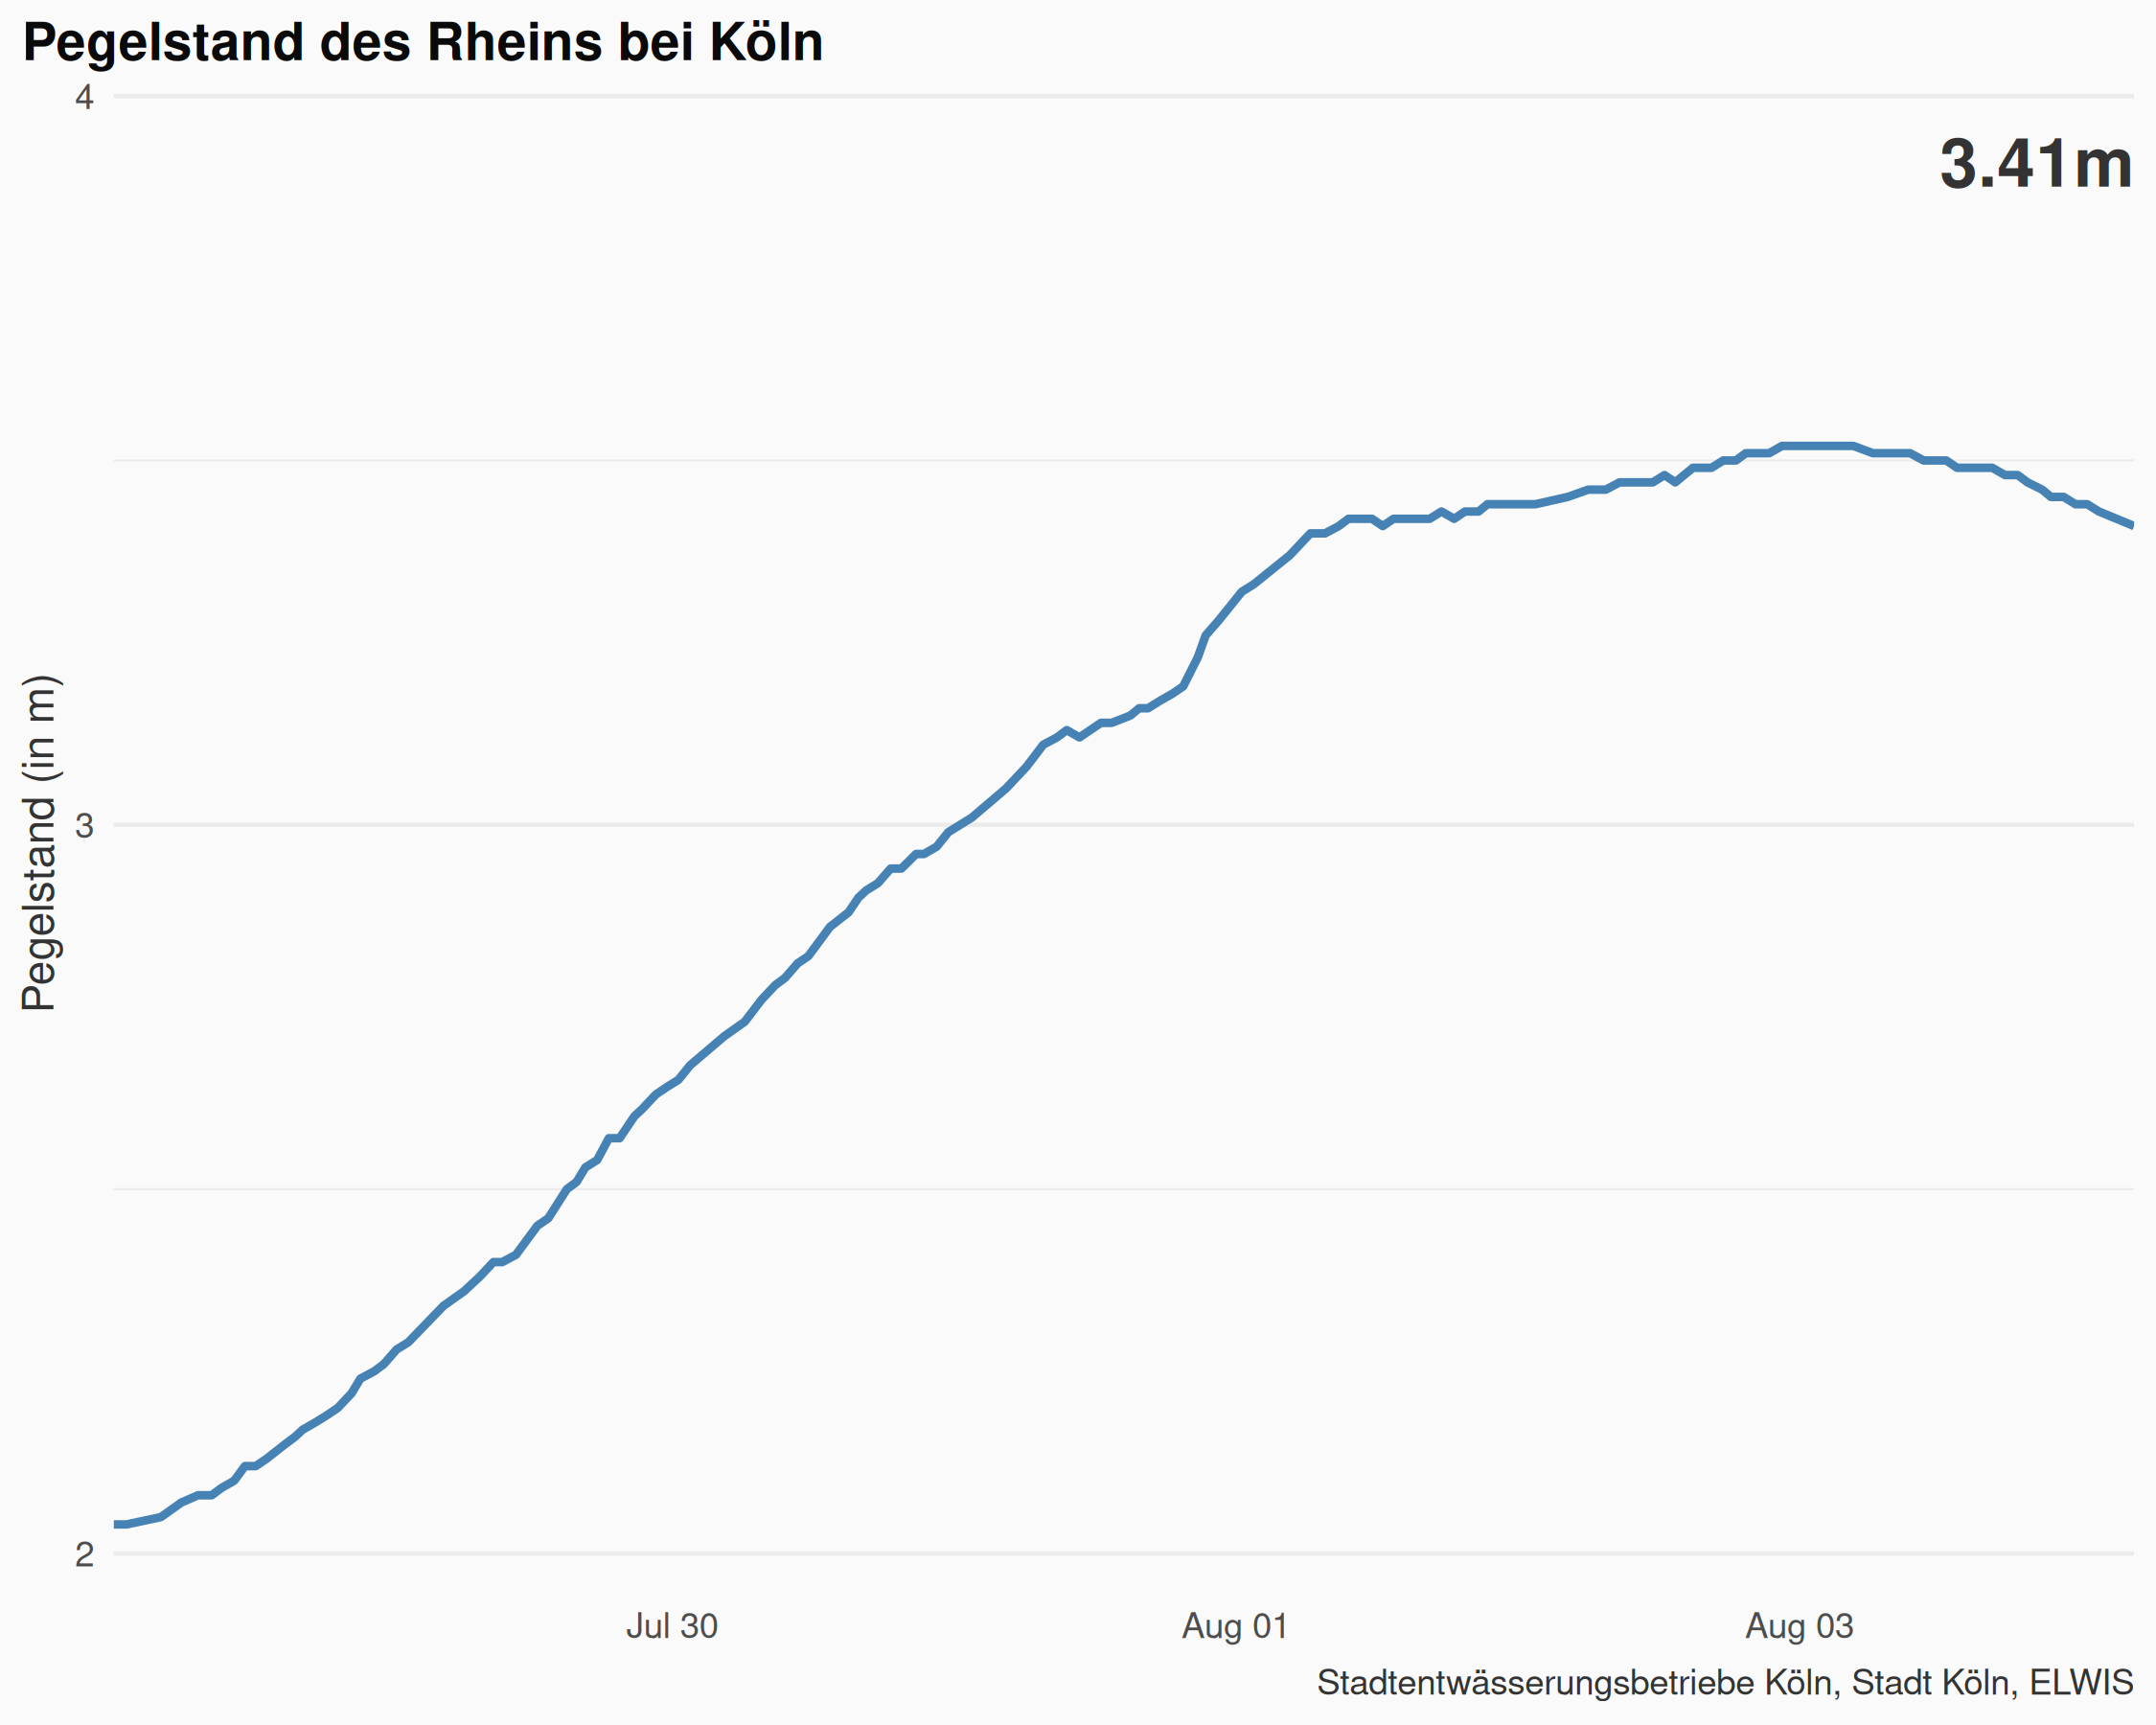 Pegelstand des Rheins bei Köln
4
3.41m
Pegelstand (in m)
3
2
Jul 30
Aug 01
Aug 03
Stadtentwässerungsbetriebe Köln, Stadt Köln, ELWIS